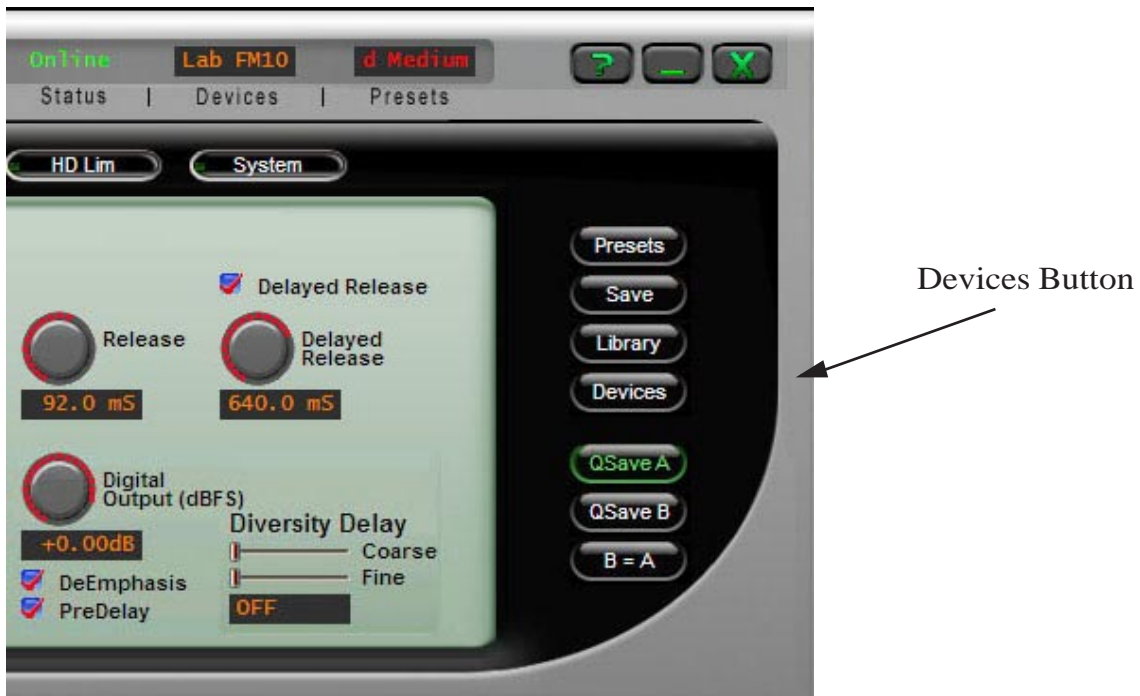 Online Lab FM10 d Medium ? _ X
Status | Devices | Presets
HD Lim System
Presets
Delayed Release
Save
Devices Button
Release Delayed
Release
Library
92.0 mS 640.0 mS
Devices
Digital
Output (dBFS)
QSave A
Diversity Delay
QSave B
+0.00dB
Coarse
B = A
DeEmphasis
Fine
PreDelay
OFF